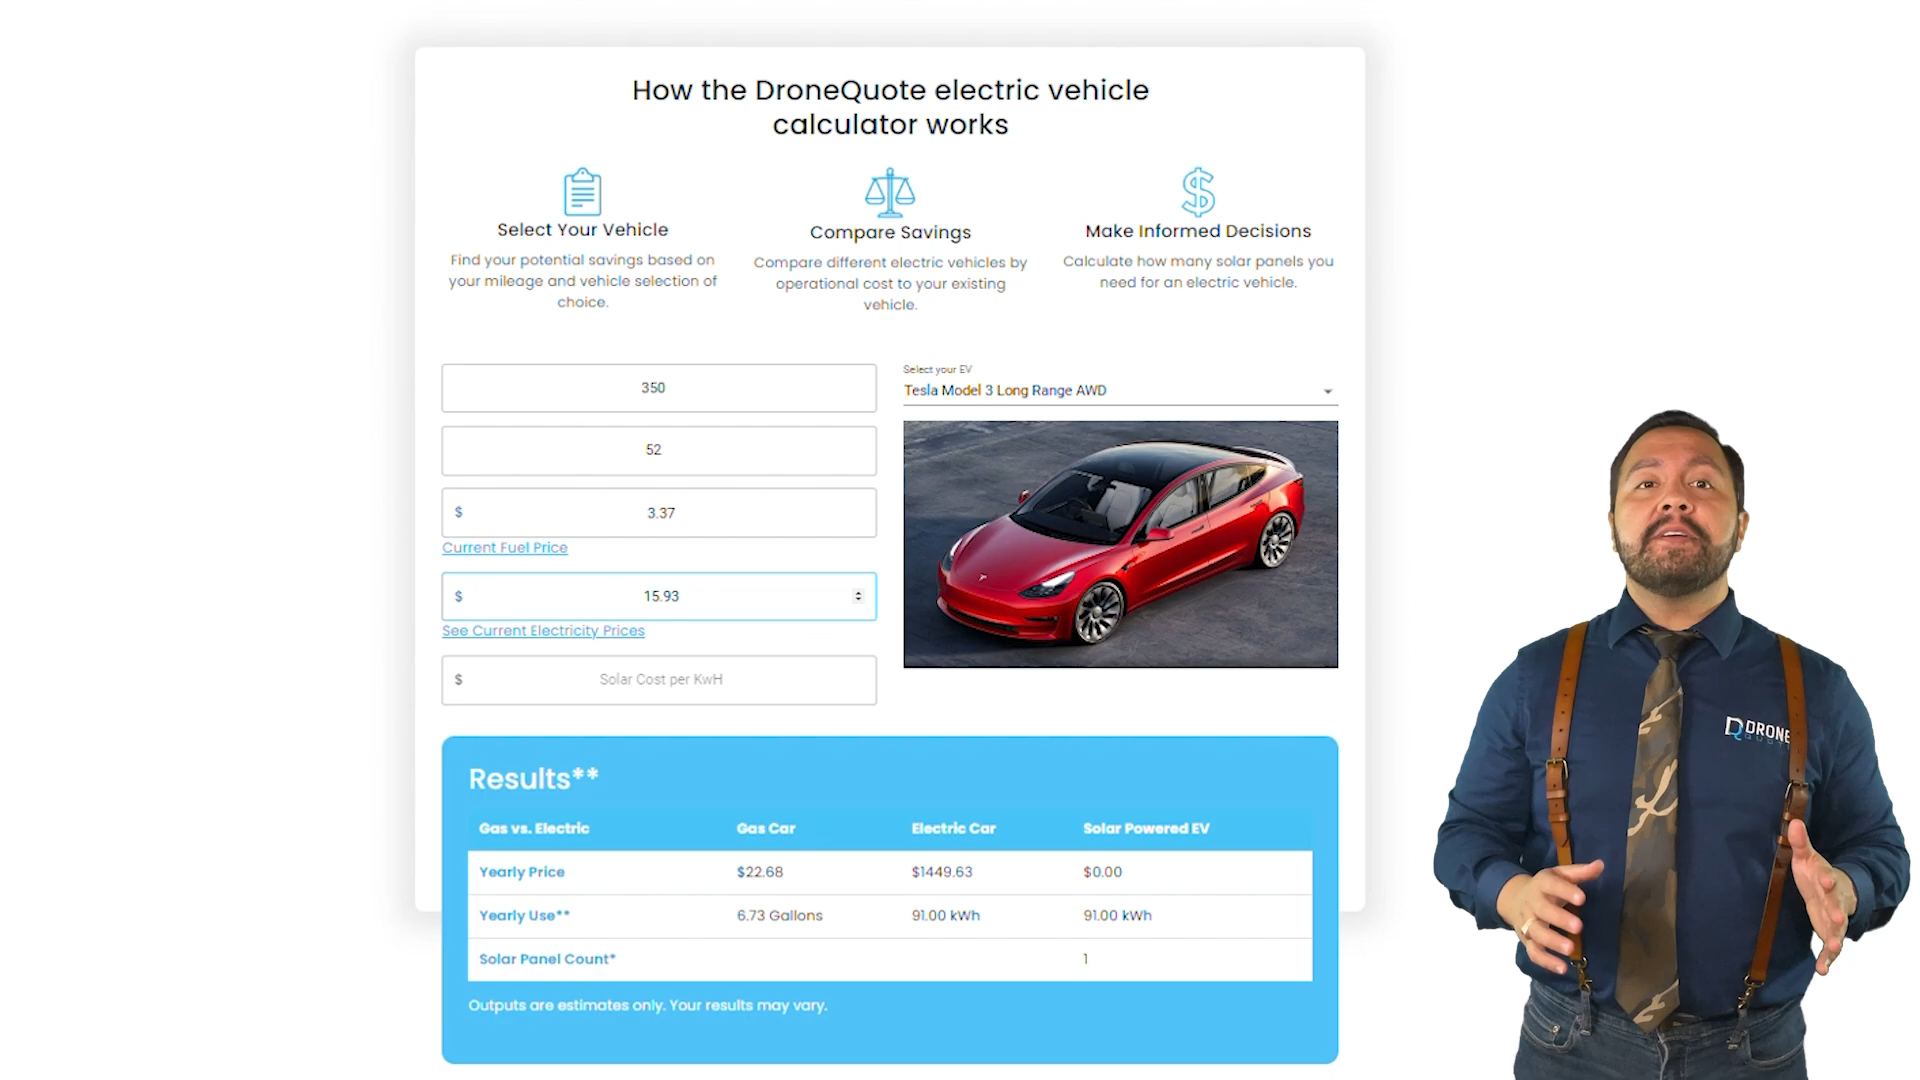 How the DroneQuote electric vehicle
calculator works
Select Your Vehicle
Find your potential savings based on
your mileage and vehicle selection of
choice.
Compare Savings
Compare different electric vehicles by
operational cost to your existing
vehicle.
Make Informed Decisions
Calculate how many solar panels you
need for an electric vehicle.
350
52
$ 3.37
Current Fuel Price
$ 15.93
See Current Electricity Prices
$ Solar Cost per KwH
Select your EV
Tesla Model 3 Long Range AWD
Results**
Gas vs. Electric Gas Car Electric Car Solar Powered EV
Yearly Price $22.68 $1449.63 $0.00
Yearly Use** 6.73 Gallons 91.00 kWh 91.00 kWh
Solar Panel Count* 1
Outputs are estimates only. Your results may vary.
DRONE